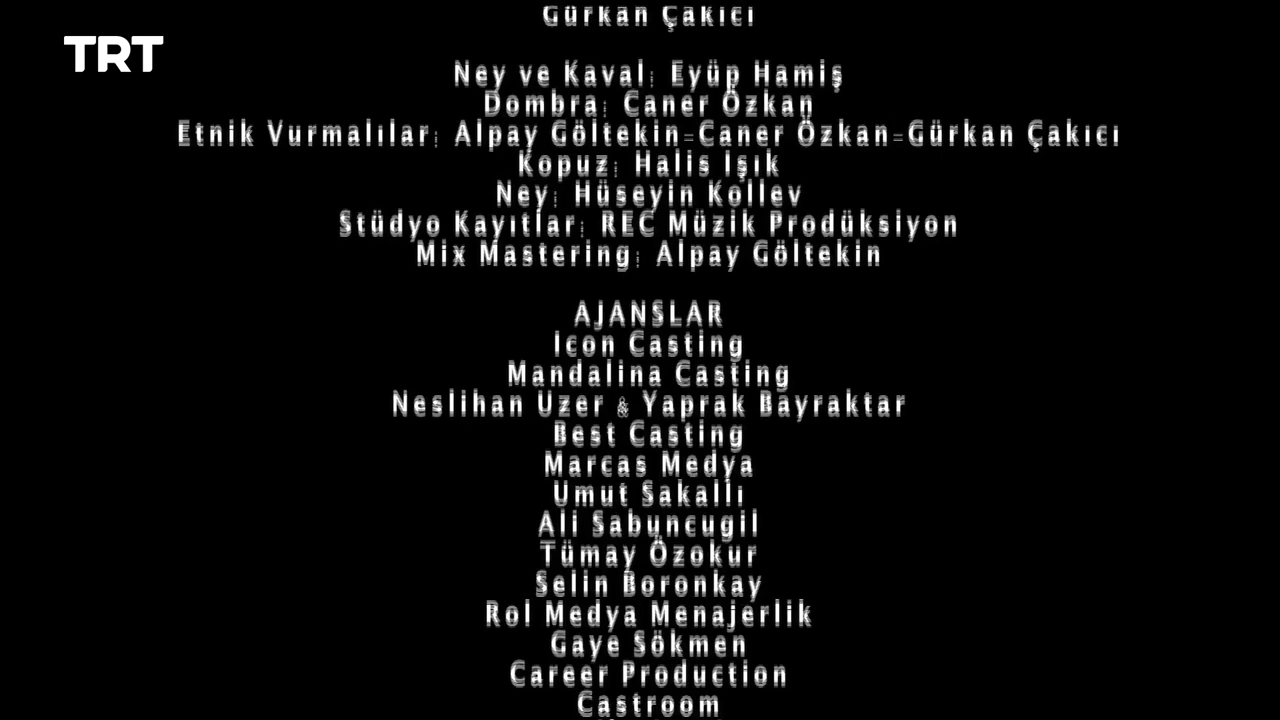 Gürkan Çakıcı
TRT
Ney ve Kaval: Eyüp Hamiş
Dombra: Caner Özkan
Etnik Vurmalılar: Alpay Göltekin-Caner Özkan-Gürkan Çakıcı
Kopuz: Halis Işık
Ney: Hüseyin Kollev
Stüdyo Kayıtlar: REC Müzik Prodüksiyon
Mix Mastering: Alpay Göltekin
AJANSLAR
Icon Casting
Mandalina Casting
Neslihan Uzer & Yaprak Bayraktar
Best Casting
Marcas Medya
Umut Sakallı
Ali Sabuncugil
Tümay Özokur
Selin Boronkay
Rol Medya Menajerlik
Gaye Sökmen
Career Production
Castroom